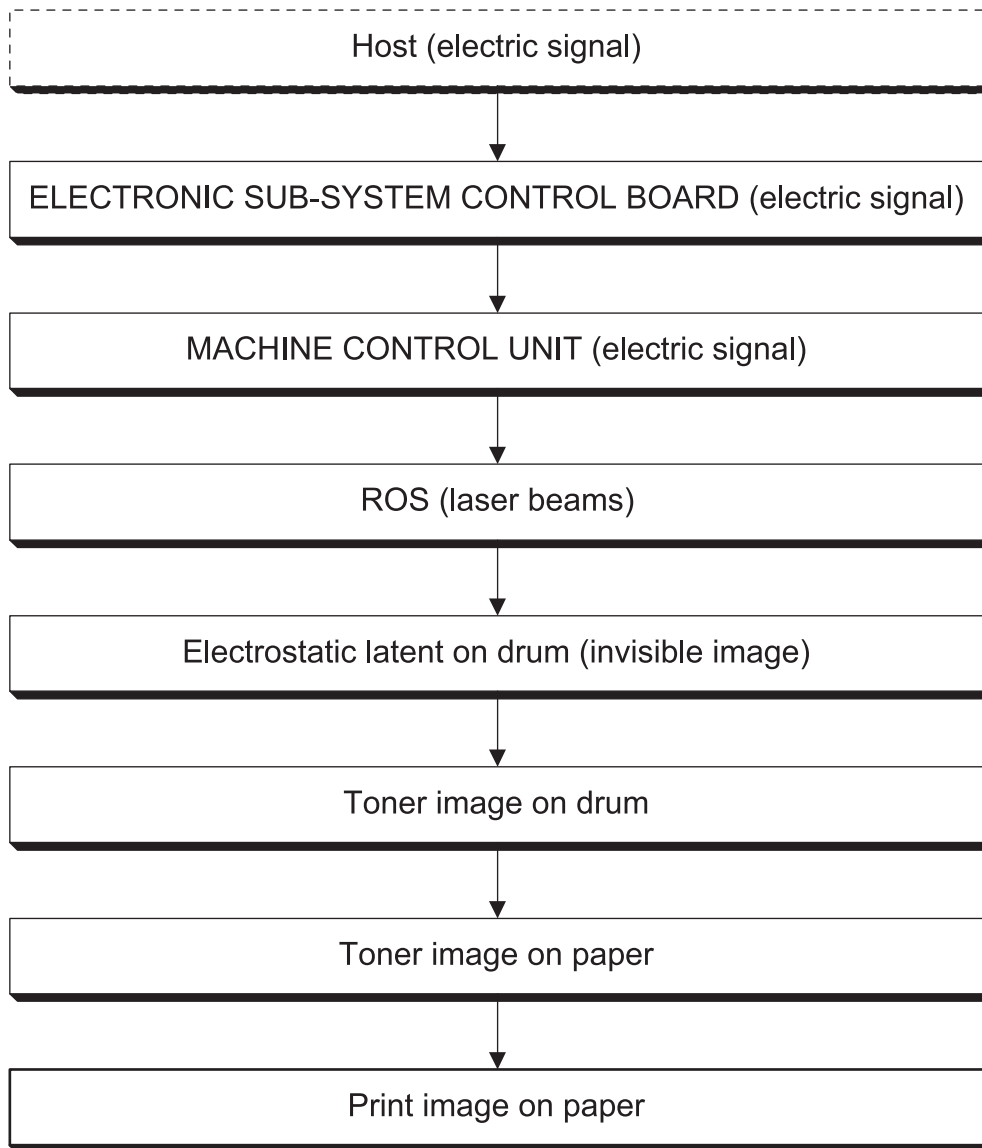 Host (electric signal)
ELECTRONIC SUB-SYSTEM CONTROL BOARD (electric signal)
MACHINE CONTROL UNIT (electric signal)
ROS (laser beams)
Electrostatic latent on drum (invisible image)
Toner image on drum
Toner image on paper
Print image on paper